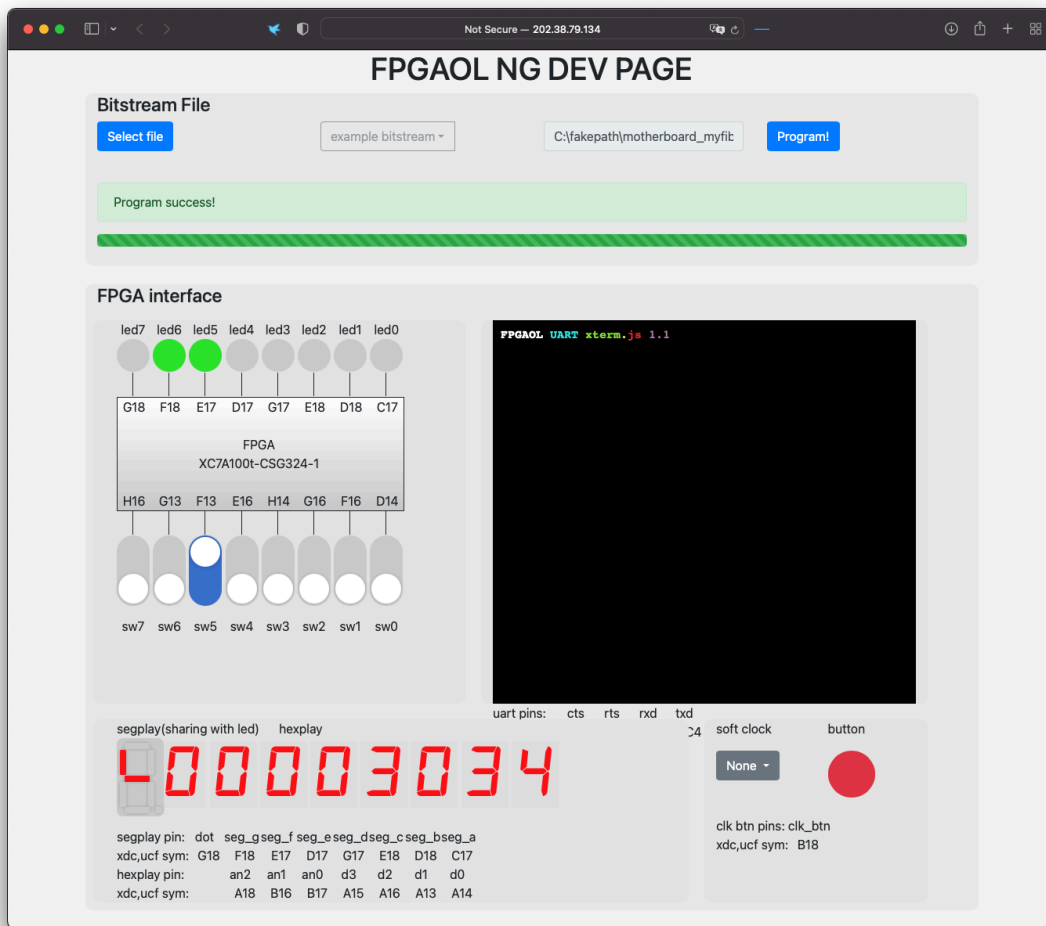 Not Secure — 202.38.79.134
FPGAOL NG DEV PAGE
Bitstream File
Select file
example bitstream
C:\fakepath\motherboard_myfib
Program!
Program success!
FPGA interface
led7 led6 led5 led4 led3 led2 led1 led0
G18 F18 E17 D17 G17 E18 D18 C17
FPGA
XC7A100t-CSG324-1
H16 G13 F13 E16 H14 G16 F16 D14
sw7 sw6 sw5 sw4 sw3 sw2 sw1 sw0
FPGAOL UART xterm.js 1.1
uart pins: cts rts rxd txd
C4
segplay(sharing with led) hexplay
00003034
segplay pin: dot seg_g seg_f seg_e seg_d seg_c seg_b seg_a
xdc,ucf sym: G18 F18 E17 D17 G17 E18 D18 C17
hexplay pin: an2 an1 an0 d3 d2 d1 d0
xdc,ucf sym: A18 B16 B17 A15 A16 A13 A14
soft clock button
None
clk btn pins: clk_btn
xdc,ucf sym: B18